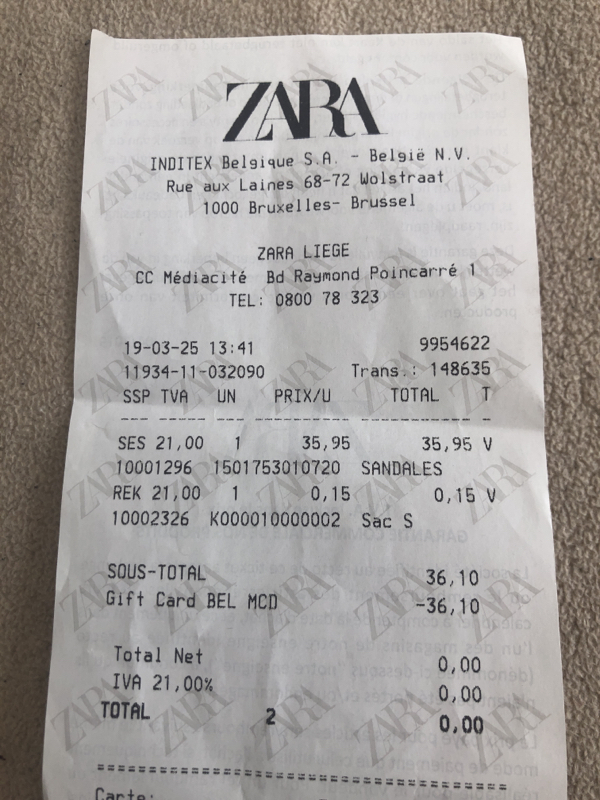 ZARA
INDITEX Belgique S.A. - België N.V.
Rue aux Laines 68-72 Wolstraat
1000 Bruxelles- Brussel
ZARA LIEGE
CC Médiacité Bd Raymond Poincarré 1
TEL: 0800 78 323
19-03-25 13:41 9954622
11934-11-032090 Trans.: 148635
SSP TVA UN PRIX/U TOTAL T
--- ---- ---- ------- ------- -
SES 21,00 1 35,95 35,95 V
10001296 1501753010720 SANDALES
REK 21,00 1 0,15 0,15 V
10002326 K000010000002 Sac S
SOUS-TOTAL 36,10
Gift Card BEL MCD -36,10
Total Net 0,00
IVA 21,00% 0,00
TOTAL 2 0,00
========================================
Carte: